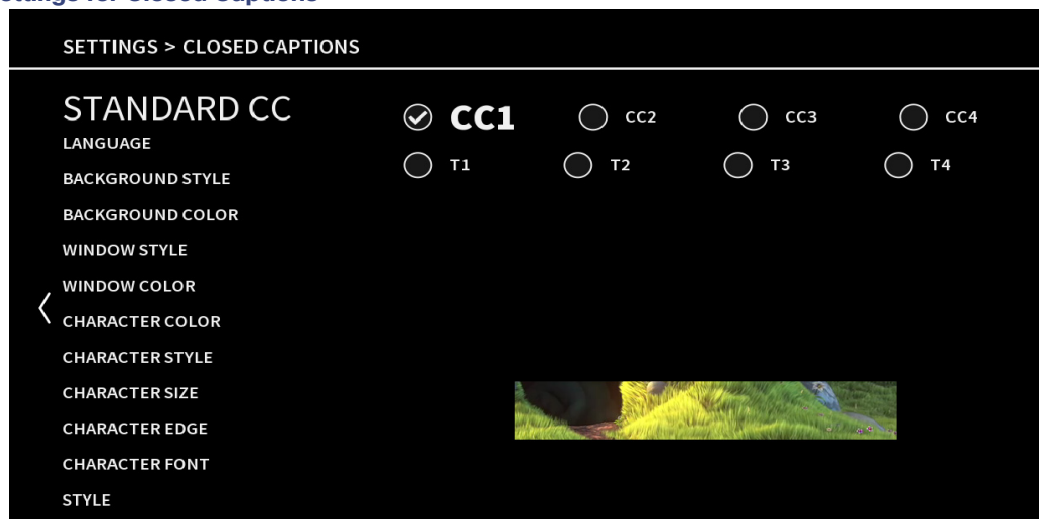 SETTINGS > CLOSED CAPTIONS
STANDARD CC
CC1 CC2 CC3 CC4
LANGUAGE
T1 T2 T3 T4
BACKGROUND STYLE
BACKGROUND COLOR
WINDOW STYLE
WINDOW COLOR
CHARACTER COLOR
CHARACTER STYLE
CHARACTER SIZE
CHARACTER EDGE
CHARACTER FONT
STYLE